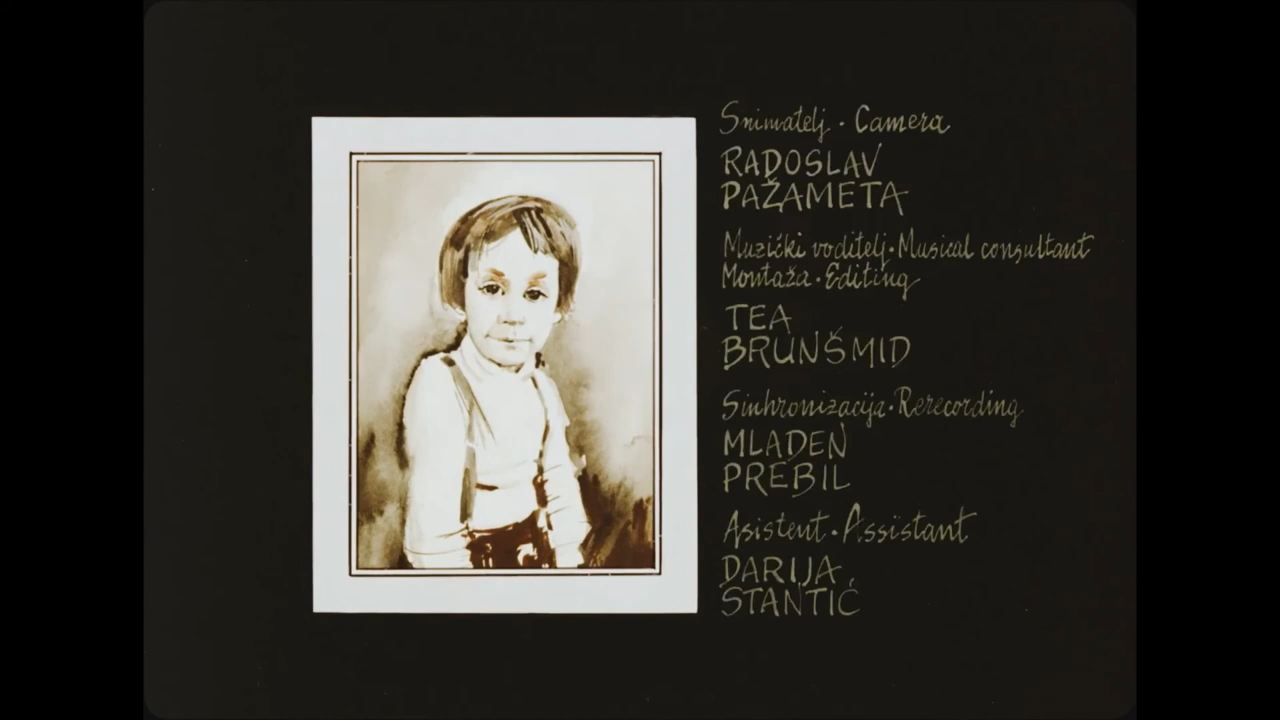 Snimatelj · Camera
RADOSLAV
PAŽAMETA
Muzički voditelj · Musical consultant
Montaža · Editing
TEA
BRUNŠMID
Sinhronizacija · Rerecording
MLADEN
PREBIL
Asistent · Assistant
DARIJA
STANTIĆ